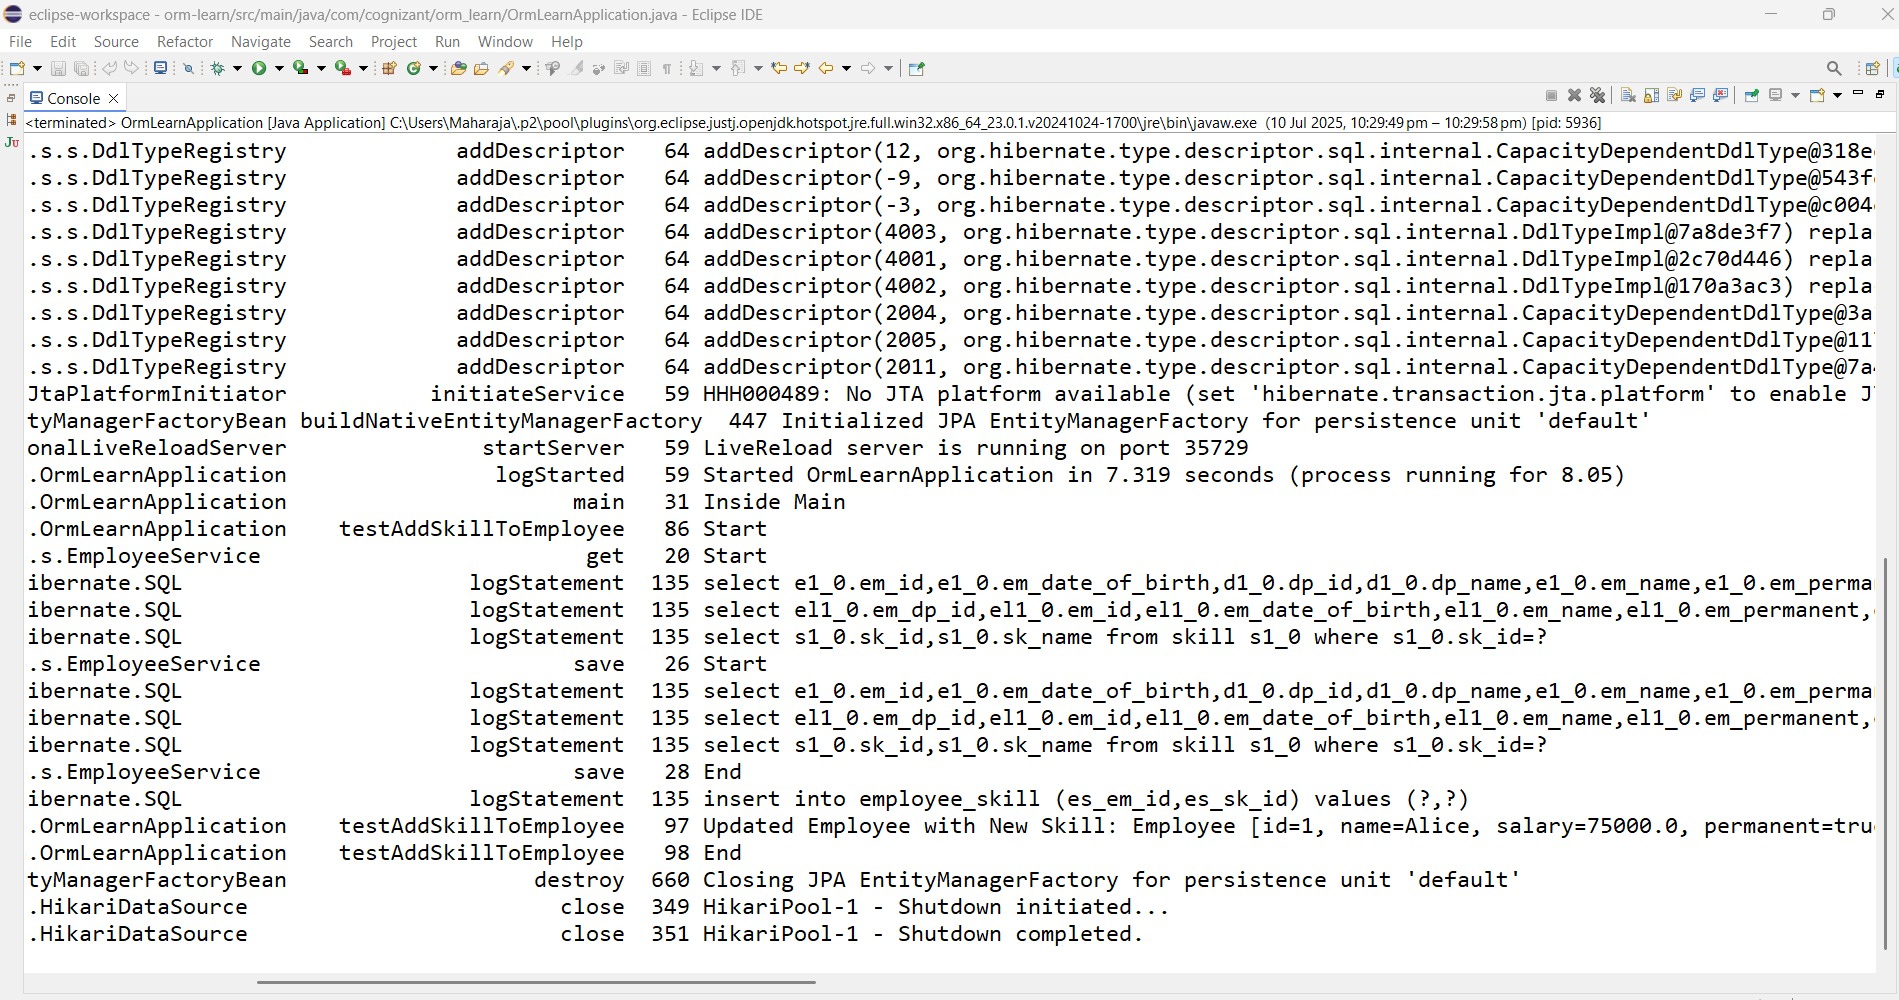 eclipse-workspace - orm-learn/src/main/java/com/cognizant/orm_learn/OrmLearnApplication.java - Eclipse IDE
File Edit Source Refactor Navigate Search Project Run Window Help
Console
<terminated> OrmLearnApplication [Java Application] C:\Users\Maharaja\.p2\pool\plugins\org.eclipse.justj.openjdk.hotspot.jre.full.win32.x86_64_23.0.1.v20241024-1700\jre\bin\javaw.exe (10 Jul 2025, 10:29:49 pm – 10:29:58 pm) [pid: 5936]
.s.s.DdlTypeRegistry addDescriptor 64 addDescriptor(12, org.hibernate.type.descriptor.sql.internal.CapacityDependentDdlType@318e
.s.s.DdlTypeRegistry addDescriptor 64 addDescriptor(-9, org.hibernate.type.descriptor.sql.internal.CapacityDependentDdlType@543f
.s.s.DdlTypeRegistry addDescriptor 64 addDescriptor(-3, org.hibernate.type.descriptor.sql.internal.CapacityDependentDdlType@c004
.s.s.DdlTypeRegistry addDescriptor 64 addDescriptor(4003, org.hibernate.type.descriptor.sql.internal.DdlTypeImpl@7a8de3f7) repla
.s.s.DdlTypeRegistry addDescriptor 64 addDescriptor(4001, org.hibernate.type.descriptor.sql.internal.DdlTypeImpl@2c70d446) repla
.s.s.DdlTypeRegistry addDescriptor 64 addDescriptor(4002, org.hibernate.type.descriptor.sql.internal.DdlTypeImpl@170a3ac3) repla
.s.s.DdlTypeRegistry addDescriptor 64 addDescriptor(2004, org.hibernate.type.descriptor.sql.internal.CapacityDependentDdlType@3a
.s.s.DdlTypeRegistry addDescriptor 64 addDescriptor(2005, org.hibernate.type.descriptor.sql.internal.CapacityDependentDdlType@11
.s.s.DdlTypeRegistry addDescriptor 64 addDescriptor(2011, org.hibernate.type.descriptor.sql.internal.CapacityDependentDdlType@7a
JtaPlatformInitiator initiateService 59 HHH000489: No JTA platform available (set 'hibernate.transaction.jta.platform' to enable J
tyManagerFactoryBean buildNativeEntityManagerFactory 447 Initialized JPA EntityManagerFactory for persistence unit 'default'
onalLiveReloadServer startServer 59 LiveReload server is running on port 35729
.OrmLearnApplication logStarted 59 Started OrmLearnApplication in 7.319 seconds (process running for 8.05)
.OrmLearnApplication main 31 Inside Main
.OrmLearnApplication testAddSkillToEmployee 86 Start
.s.EmployeeService get 20 Start
ibernate.SQL logStatement 135 select e1_0.em_id,e1_0.em_date_of_birth,d1_0.dp_id,d1_0.dp_name,e1_0.em_name,e1_0.em_perma
ibernate.SQL logStatement 135 select el1_0.em_dp_id,el1_0.em_id,el1_0.em_date_of_birth,el1_0.em_name,el1_0.em_permanent,
ibernate.SQL logStatement 135 select s1_0.sk_id,s1_0.sk_name from skill s1_0 where s1_0.sk_id=?
.s.EmployeeService save 26 Start
ibernate.SQL logStatement 135 select e1_0.em_id,e1_0.em_date_of_birth,d1_0.dp_id,d1_0.dp_name,e1_0.em_name,e1_0.em_perma
ibernate.SQL logStatement 135 select el1_0.em_dp_id,el1_0.em_id,el1_0.em_date_of_birth,el1_0.em_name,el1_0.em_permanent,
ibernate.SQL logStatement 135 select s1_0.sk_id,s1_0.sk_name from skill s1_0 where s1_0.sk_id=?
.s.EmployeeService save 28 End
ibernate.SQL logStatement 135 insert into employee_skill (es_em_id,es_sk_id) values (?,?)
.OrmLearnApplication testAddSkillToEmployee 97 Updated Employee with New Skill: Employee [id=1, name=Alice, salary=75000.0, permanent=tru
.OrmLearnApplication testAddSkillToEmployee 98 End
tyManagerFactoryBean destroy 660 Closing JPA EntityManagerFactory for persistence unit 'default'
.HikariDataSource close 349 HikariPool-1 - Shutdown initiated...
.HikariDataSource close 351 HikariPool-1 - Shutdown completed.